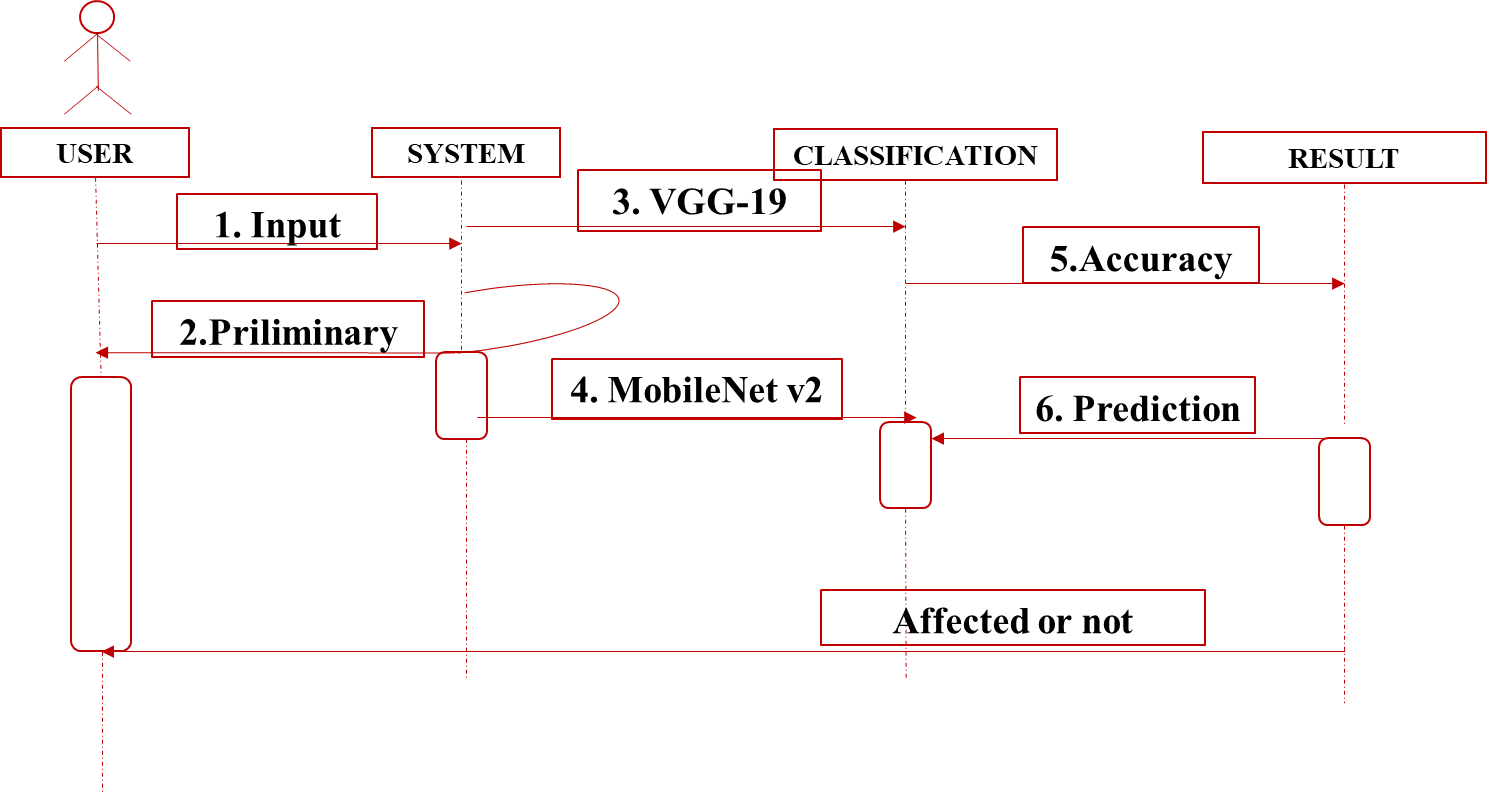 USER
SYSTEM
CLASSIFICATION
RESULT
1. Input
3. VGG-19
5.Accuracy
2.Priliminary
4. MobileNet v2
6. Prediction
Affected or not